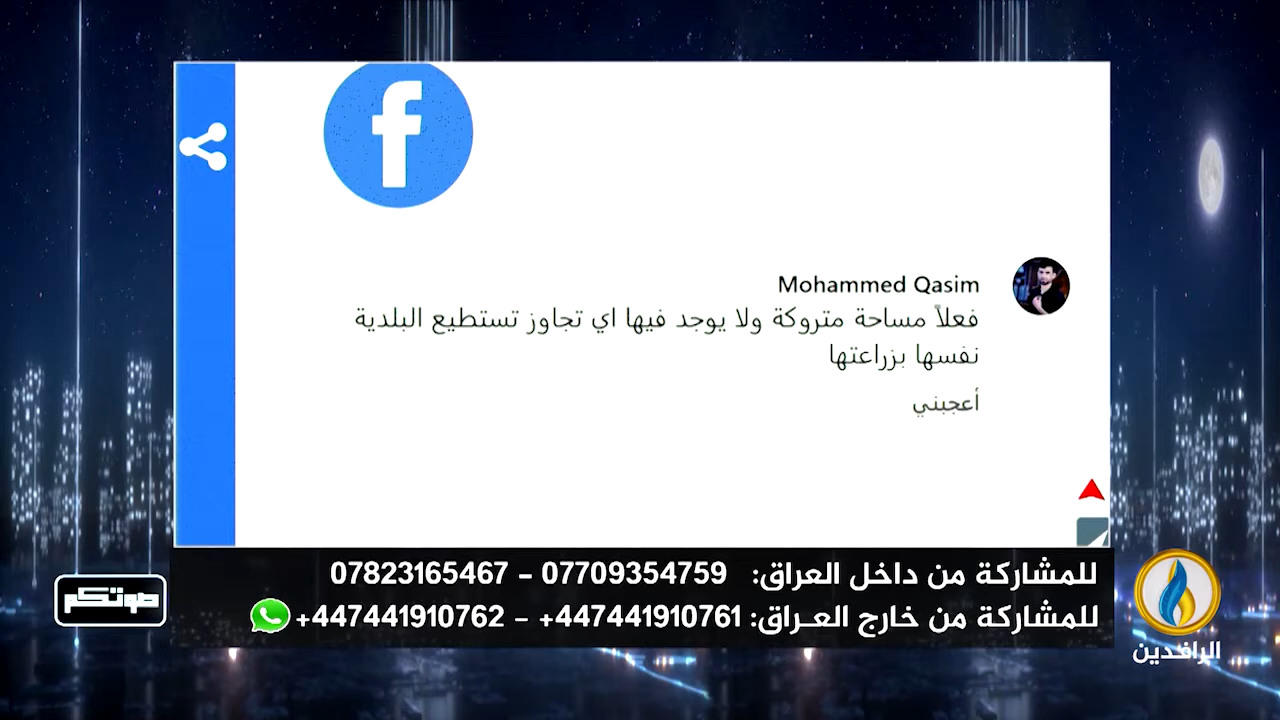 Mohammed Qasim
فعلاً مساحة متروكة ولا يوجد فيها اي تجاوز تستطيع البلدية
نفسها بزراعتها
أعجبني
للمشاركة من داخل العراق: 07709354759 - 07823165467
للمشاركة من خارج العـراق: 447441910761+ - 447441910762+
صوتكم
الرافدين